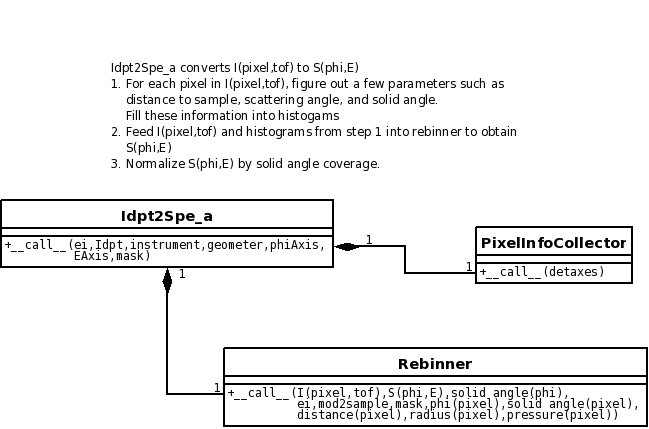 Idpt2Spe_a converts I(pixel,tof) to S(phi,E)
1. For each pixel in I(pixel,tof), figure out a few parameters such as
distance to sample, scattering angle, and solid angle.
Fill these information into histogams
2. Feed I(pixel,tof) and histograms from step 1 into rebinner to obtain
S(phi,E)
3. Normalize S(phi,E) by solid angle coverage.
Idpt2Spe_a
+__call__(ei,Idpt,instrument,geometer,phiAxis,
EAxis,mask)
1
1
1
1
PixelInfoCollector
+__call__(detaxes)
Rebinner
+__call__(I(pixel,tof),S(phi,E),solid_angle(phi),
ei,mod2sample,mask,phi(pixel),solid_angle(pixel),
distance(pixel),radius(pixel),pressure(pixel))